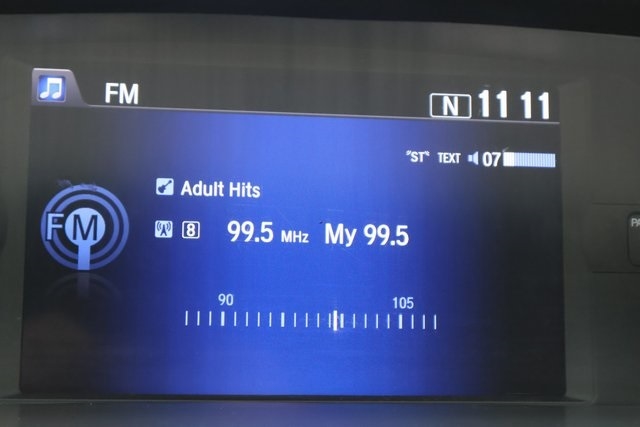 FM N 11 11
"ST" TEXT 07
Adult Hits
FM 8 99.5 MHz My 99.5
90 105